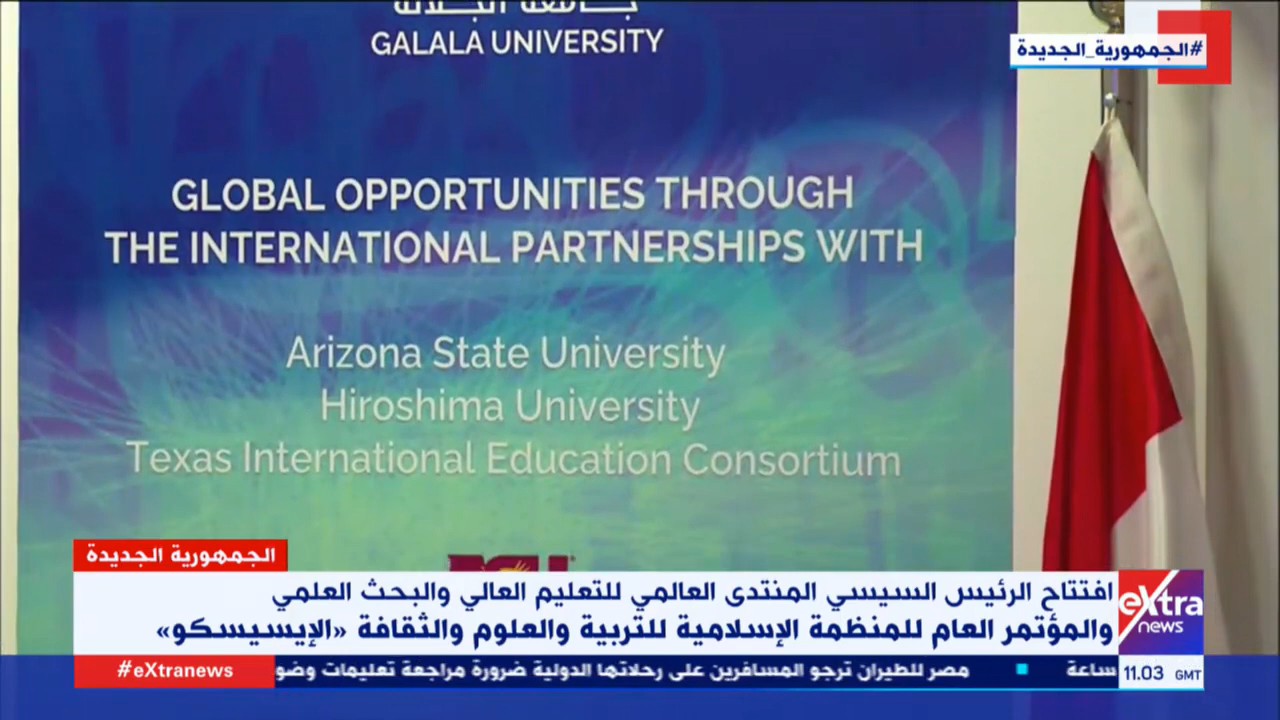 جامعة الجلالة
GALALA UNIVERSITY
#الجمهورية_الجديدة
GLOBAL OPPORTUNITIES THROUGH
THE INTERNATIONAL PARTNERSHIPS WITH
Arizona State University
Hiroshima University
Texas International Education Consortium
الجمهورية الجديدة
افتتاح الرئيس السيسي المنتدى العالمي للتعليم العالي والبحث العلمي
والمؤتمر العام للمنظمة الإسلامية للتربية والعلوم والثقافة «الإيسيسكو»
eXtra
news
#eXtranews
ساعة ■ مصر للطيران ترجو المسافرين على رحلاتها الدولية ضرورة مراجعة تعليمات
11.03 GMT